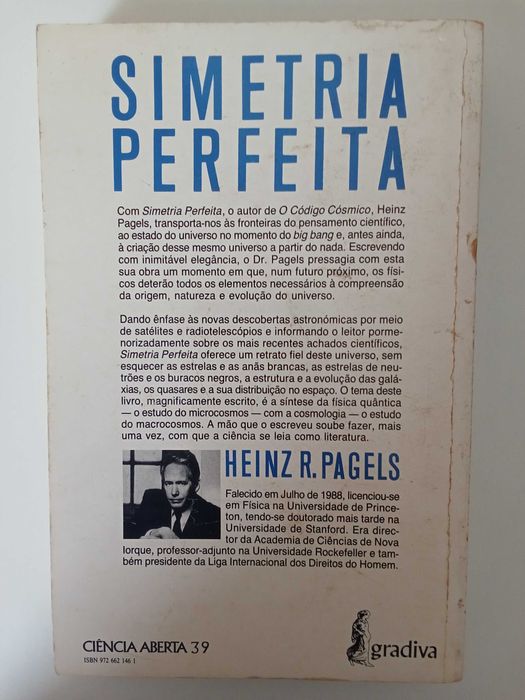 SIMETRIA
PERFEITA
Com Simetria Perfeita, o autor de O Código Cósmico, Heinz
Pagels, transporta-nos às fronteiras do pensamento científico,
ao estado do universo no momento do big bang e, antes ainda,
à criação desse mesmo universo a partir do nada. Escrevendo
com inimitável elegância, o Dr. Pagels pressagia com esta
sua obra um momento em que, num futuro próximo, os físi-
cos deterão todos os elementos necessários à compreensão
da origem, natureza e evolução do universo.
Dando ênfase às novas descobertas astronómicas por meio
de satélites e radiotelescópios e informando o leitor porme-
norizadamente sobre os mais recentes achados científicos,
Simetria Perfeita oferece um retrato fiel deste universo, sem
esquecer as estrelas e as anãs brancas, as estrelas de neu-
trões e os buracos negros, a estrutura e a evolução das galá-
xias, os quasares e a sua distribuição no espaço. O tema deste
livro, magnificamente escrito, é a síntese da física quântica
— o estudo do microcosmos — com a cosmologia — o estudo
do macrocosmos. A mão que o escreveu soube fazer, mais
uma vez, com que a ciência se leia como literatura.
HEINZ R. PAGELS
Falecido em Julho de 1988, licenciou-se
em Física na Universidade de Prince-
ton, tendo-se doutorado mais tarde na
Universidade de Stanford. Era direc-
tor da Academia de Ciências de Nova
Iorque, professor-adjunto na Universidade Rockefeller e tam-
bém presidente da Liga Internacional dos Direitos do Homem.
CIÊNCIA ABERTA 39
ISBN 972 662 146 1
gradiva